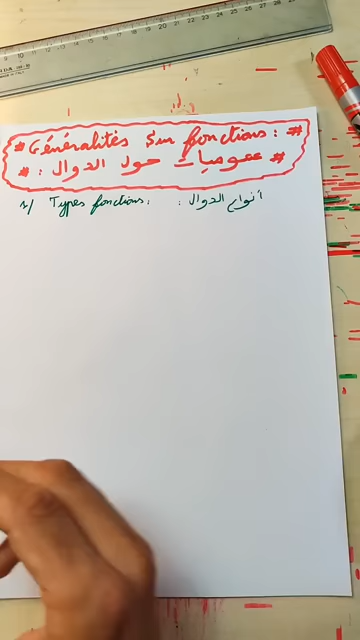 # Généralités Sur fonctions : #
# عموميات حول الدوال : #
1/ Types fonctions : أنواع الدوال :